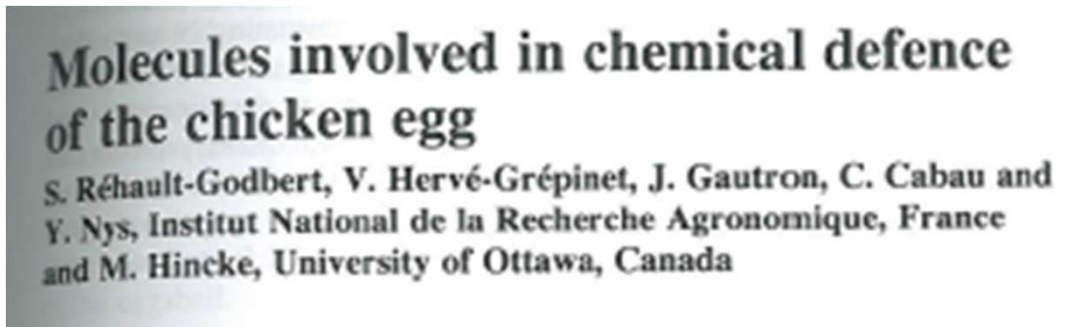 Molecules involved in chemical defence
of the chicken egg
S. Réhault-Godbert, V. Hervé-Grépinet, J. Gautron, C. Cabau and
Y. Nys, Institut National de la Recherche Agronomique, France
and M. Hincke, University of Ottawa, Canada